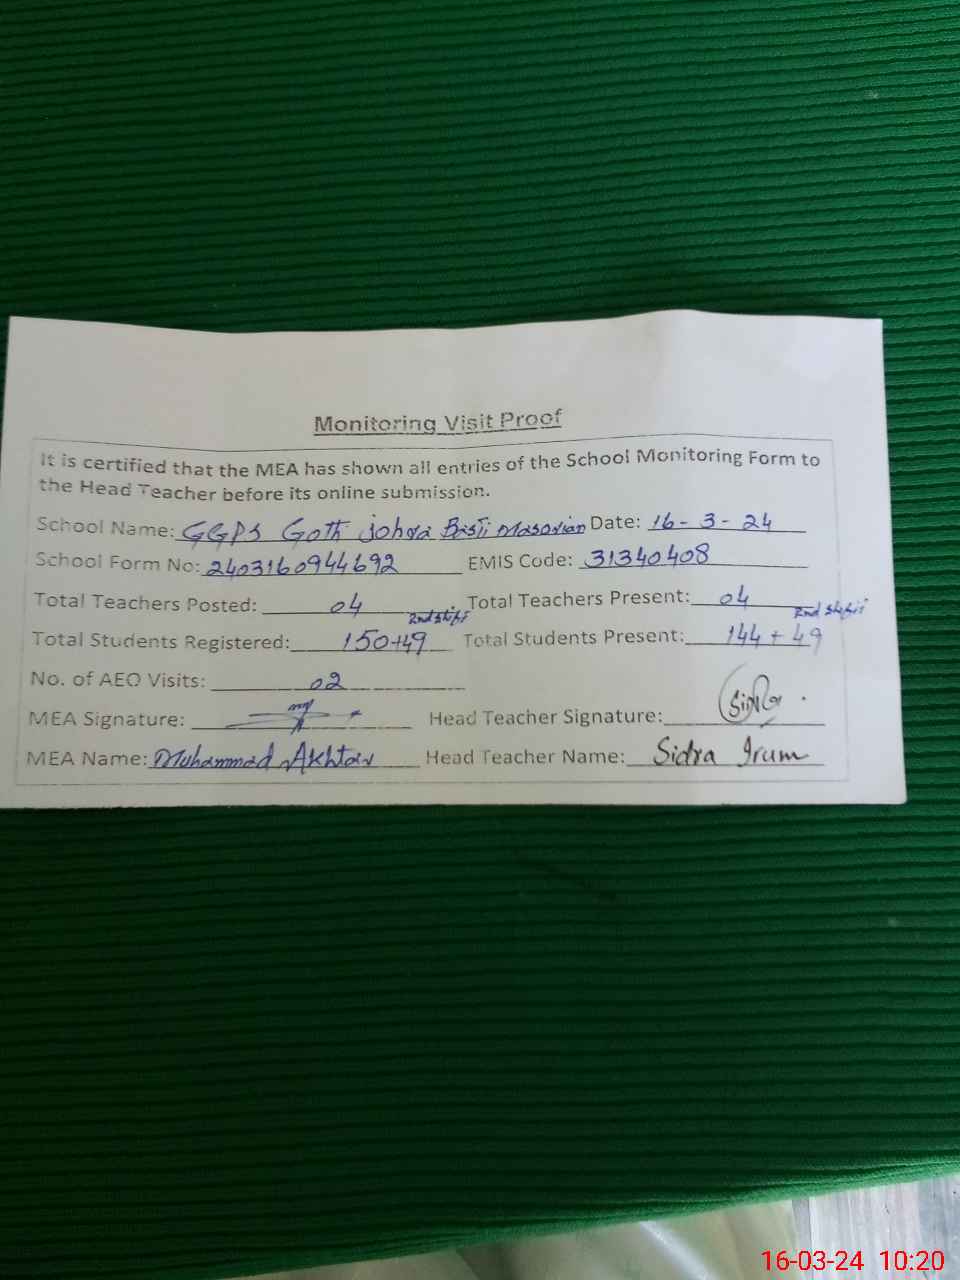 Monitoring Visit Proof
It is certified that the MEA has shown all entries of the School Monitoring Form to
the Head Teacher before its online submission.
School Name: GGPS Goth Johra Basti Masovian Date: 16-3-24
School Form No: 2403160944692 EMIS Code: 31340408
Total Teachers Posted: 04 Total Teachers Present: 04
2nd shift 2nd shift
Total Students Registered: 150+49 Total Students Present: 144+49
No. of AEO Visits: 02
MEA Signature: Head Teacher Signature:
MEA Name: Muhammad Akhtar Head Teacher Name: Sidra Irum
16-03-24 10:20